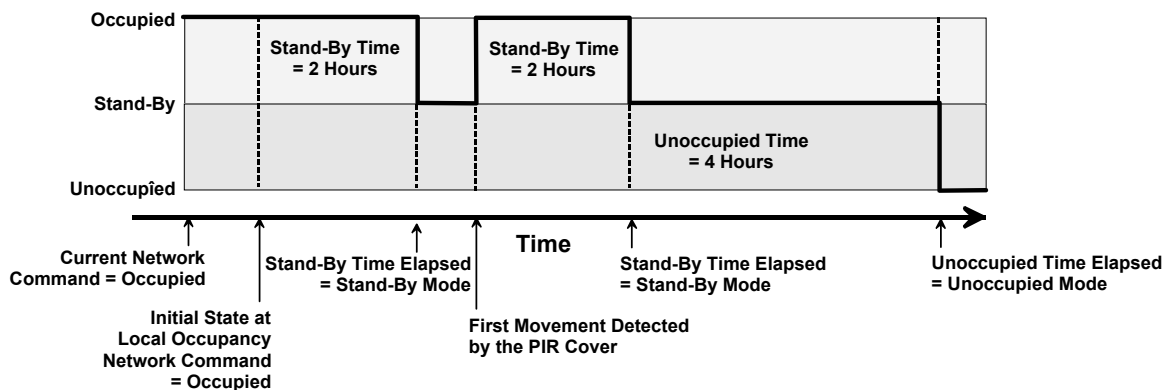 Occupied
Stand-By Time
= 2 Hours
Stand-By Time
= 2 Hours
Stand-By
Unoccupied Time
= 4 Hours
Unoccupîed
Time
Current Network
Command = Occupied
Initial State at
Local Occupancy
Network Command
= Occupied
Stand-By Time Elapsed
= Stand-By Mode
First Movement Detected
by the PIR Cover
Stand-By Time Elapsed
= Stand-By Mode
Unoccupied Time Elapsed
= Unoccupied Mode